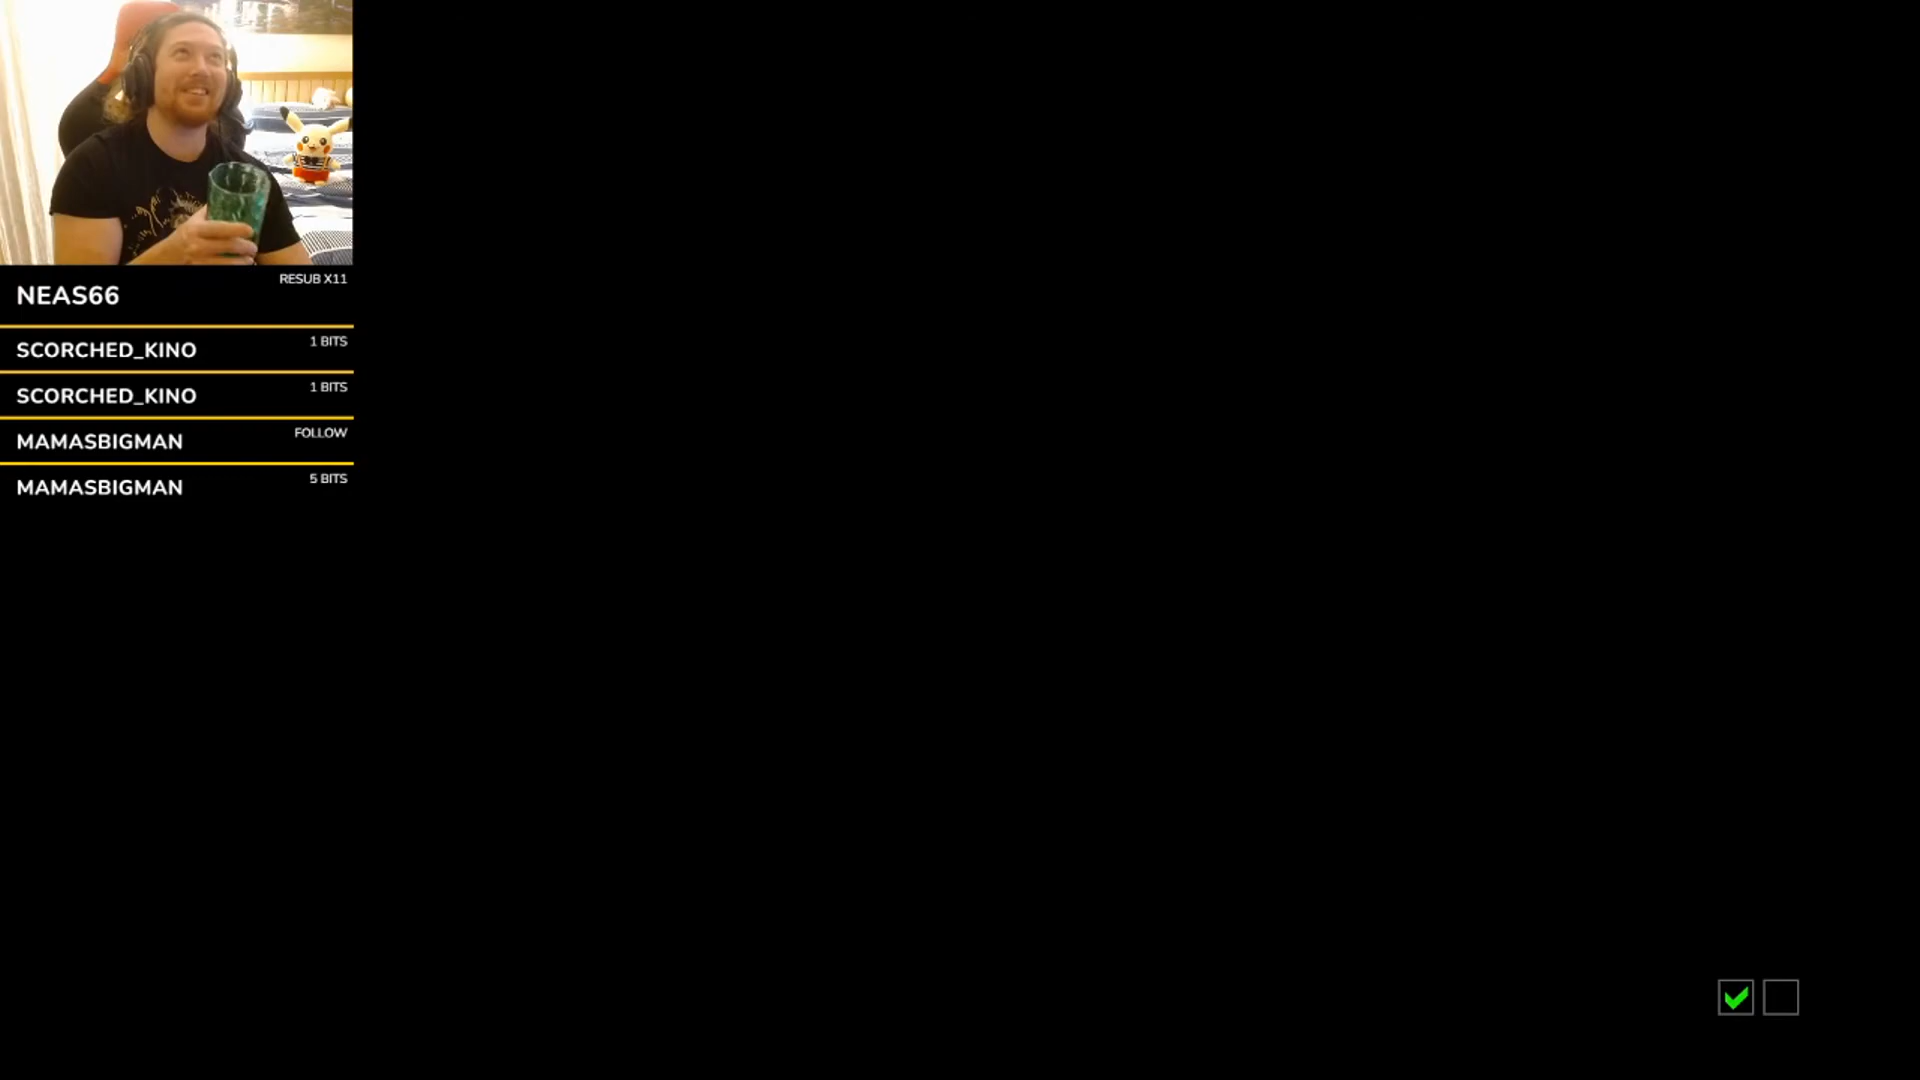 RESUB X11
NEAS66
1 BITS
SCORCHED_KINO
1 BITS
SCORCHED_KINO
FOLLOW
MAMASBIGMAN
5 BITS
MAMASBIGMAN